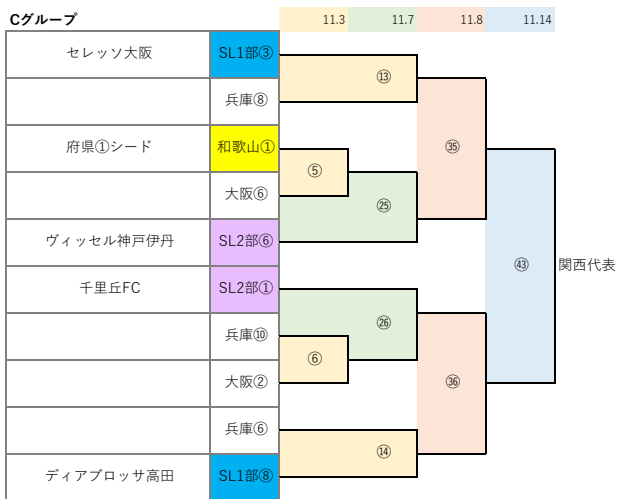 Cグループ 11.3 11.7 11.8 11.14
セレッソ大阪 SL1部③
⑬
兵庫⑧
府県①シード 和歌山① ㉟
⑤
大阪⑥
㉕
ヴィッセル神戸伊丹 SL2部⑥
㊸ 関西代表
千里丘FC SL2部①
㉖
兵庫⑩
⑥
大阪② ㊱
兵庫⑥
⑭
ディアブロッサ高田 SL1部⑧